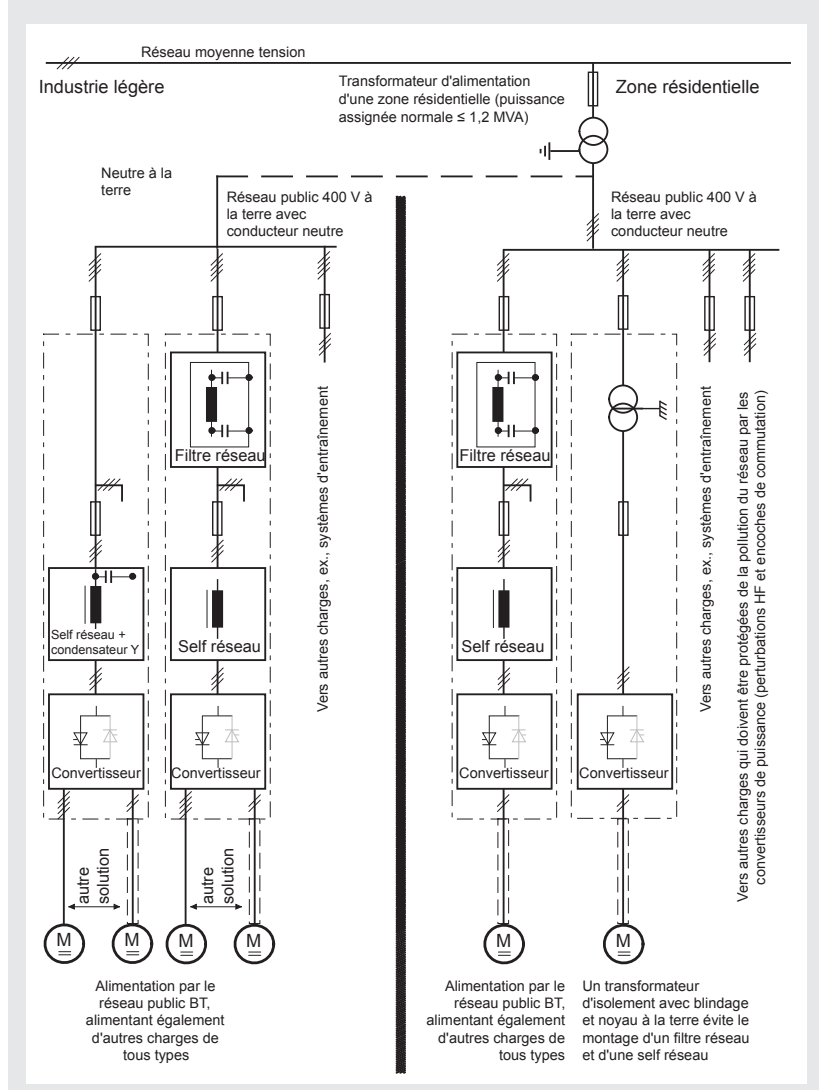 Réseau moyenne tension
Industrie légère
Transformateur d'alimentation
d'une zone résidentielle (puissance
assignée normale ≤ 1,2 MVA)
Zone résidentielle
Neutre à la
terre
Réseau public 400 V à
la terre avec
conducteur neutre
Réseau public 400 V à
la terre avec
conducteur neutre
Filtre réseau
Filtre réseau
Self réseau +
condensateur Y
Self réseau
Self réseau
Convertisseur
Convertisseur
Convertisseur
Convertisseur
Vers autres charges, ex., systèmes d'entraînement
Vers autres charges, ex., systèmes d'entraînement
Vers autres charges qui doivent être protégées de la pollution du réseau par les
convertisseurs de puissance (perturbations HF et encoches de commutation)
autre
solution
autre
solution
M
M
M
M
M
M
Alimentation par le
réseau public BT,
alimentant également
d'autres charges de
tous types
Alimentation par le
réseau public BT,
alimentant également
d'autres charges de
tous types
Un transformateur
d'isolement avec blindage
et noyau à la terre évite le
montage d'un filtre réseau
et d'une self réseau